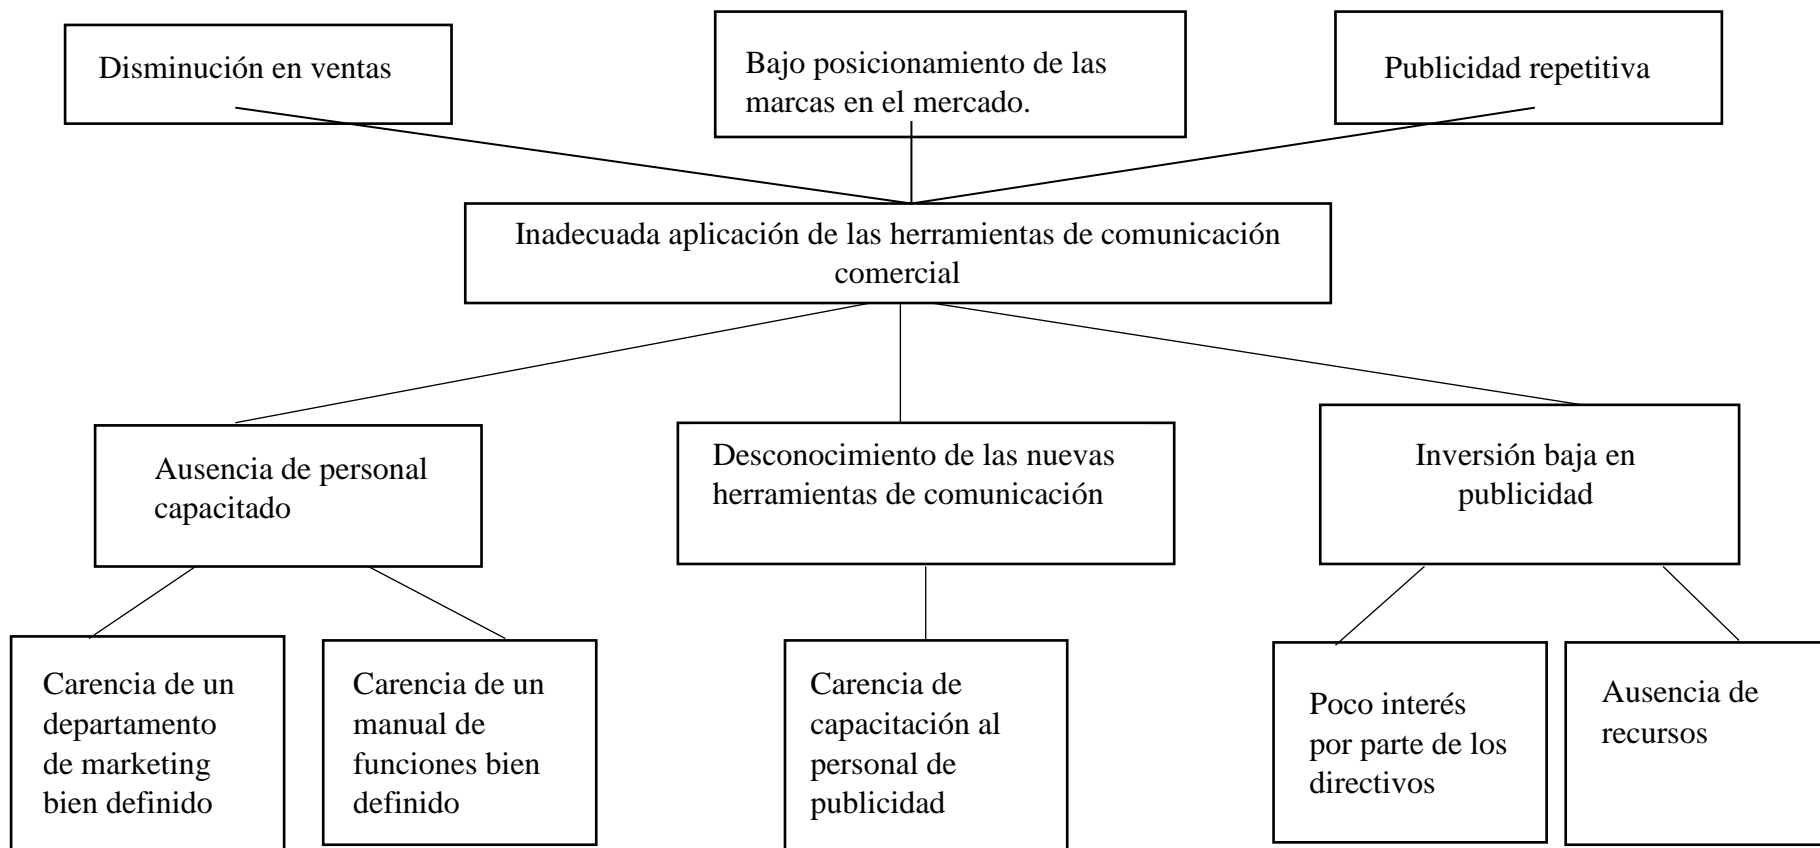 Disminución en ventas
Bajo posicionamiento de las
marcas en el mercado.
Publicidad repetitiva
Inadecuada aplicación de las herramientas de comunicación
comercial
Ausencia de personal
capacitado
Desconocimiento de las nuevas
herramientas de comunicación
Inversión baja en
publicidad
Carencia de un
departamento
de marketing
bien definido
Carencia de un
manual de
funciones bien
definido
Carencia de
capacitación al
personal de
publicidad
Poco interés
por parte de los
directivos
Ausencia de
recursos